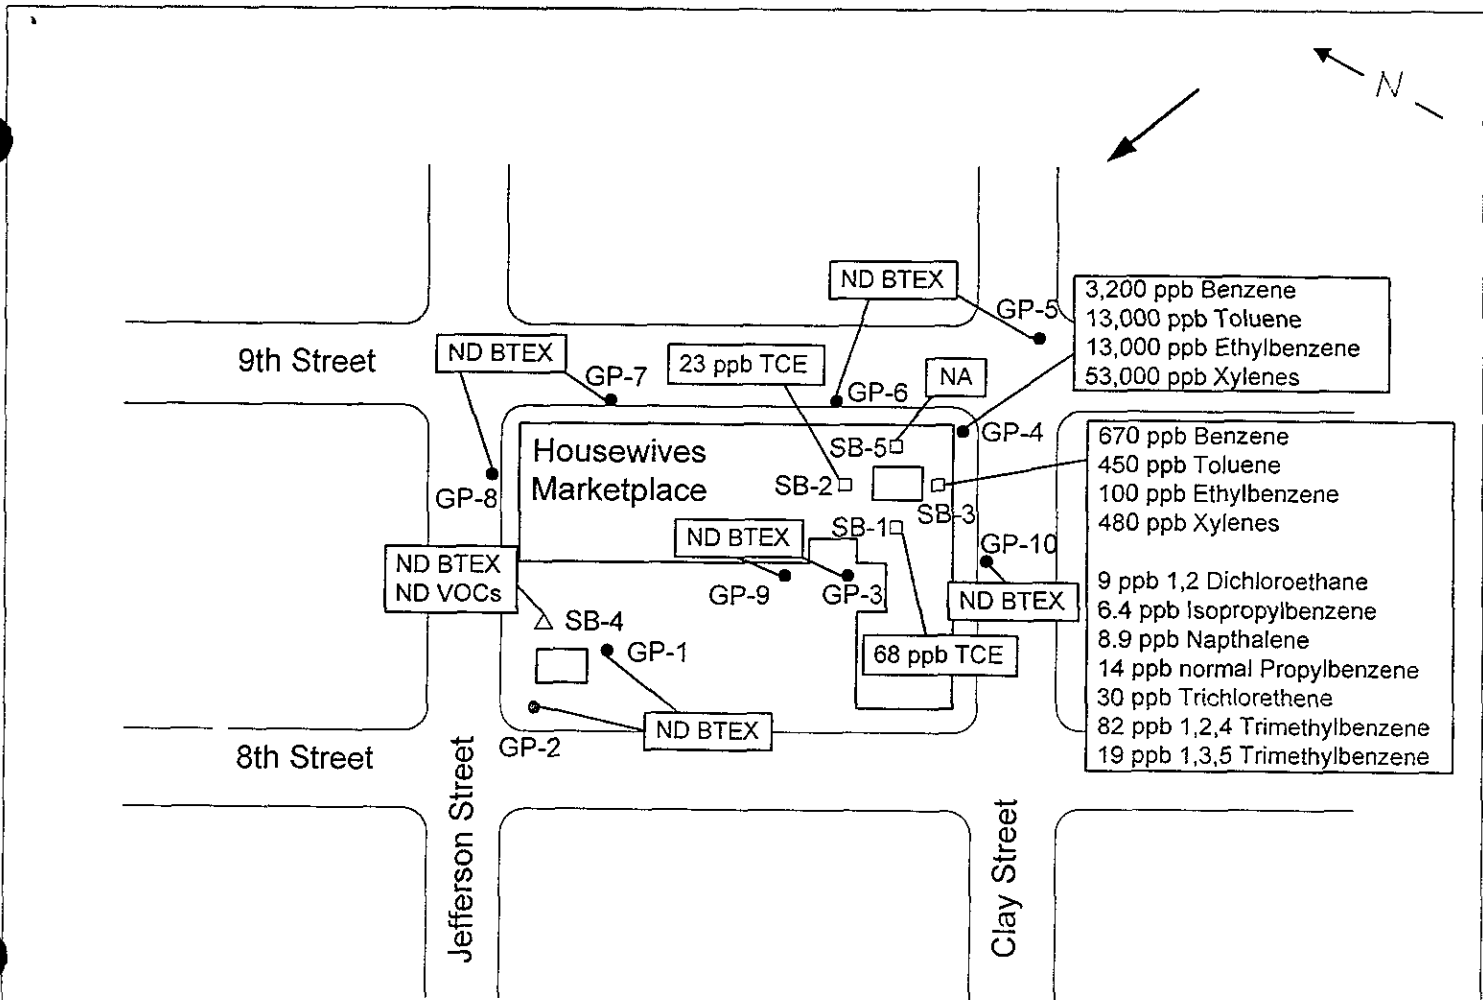 N
ND BTEX
GP-5
3,200 ppb Benzene
13,000 ppb Toluene
13,000 ppb Ethylbenzene
53,000 ppb Xylenes
9th Street
ND BTEX
GP-7
23 ppb TCE
GP-6
NA
GP-4
Housewives
Marketplace
SB-5
SB-2
SB-3
SB-1
GP-8
670 ppb Benzene
450 ppb Toluene
100 ppb Ethylbenzene
480 ppb Xylenes
9 ppb 1,2 Dichloroethane
6.4 ppb Isopropylbenzene
8.9 ppb Napthalene
14 ppb normal Propylbenzene
30 ppb Trichlorethene
82 ppb 1,2,4 Trimethylbenzene
19 ppb 1,3,5 Trimethylbenzene
ND BTEX
GP-9
GP-3
GP-10
ND BTEX
ND BTEX
ND VOCs
SB-4
GP-1
68 ppb TCE
GP-2
ND BTEX
8th Street
Jefferson Street
Clay Street